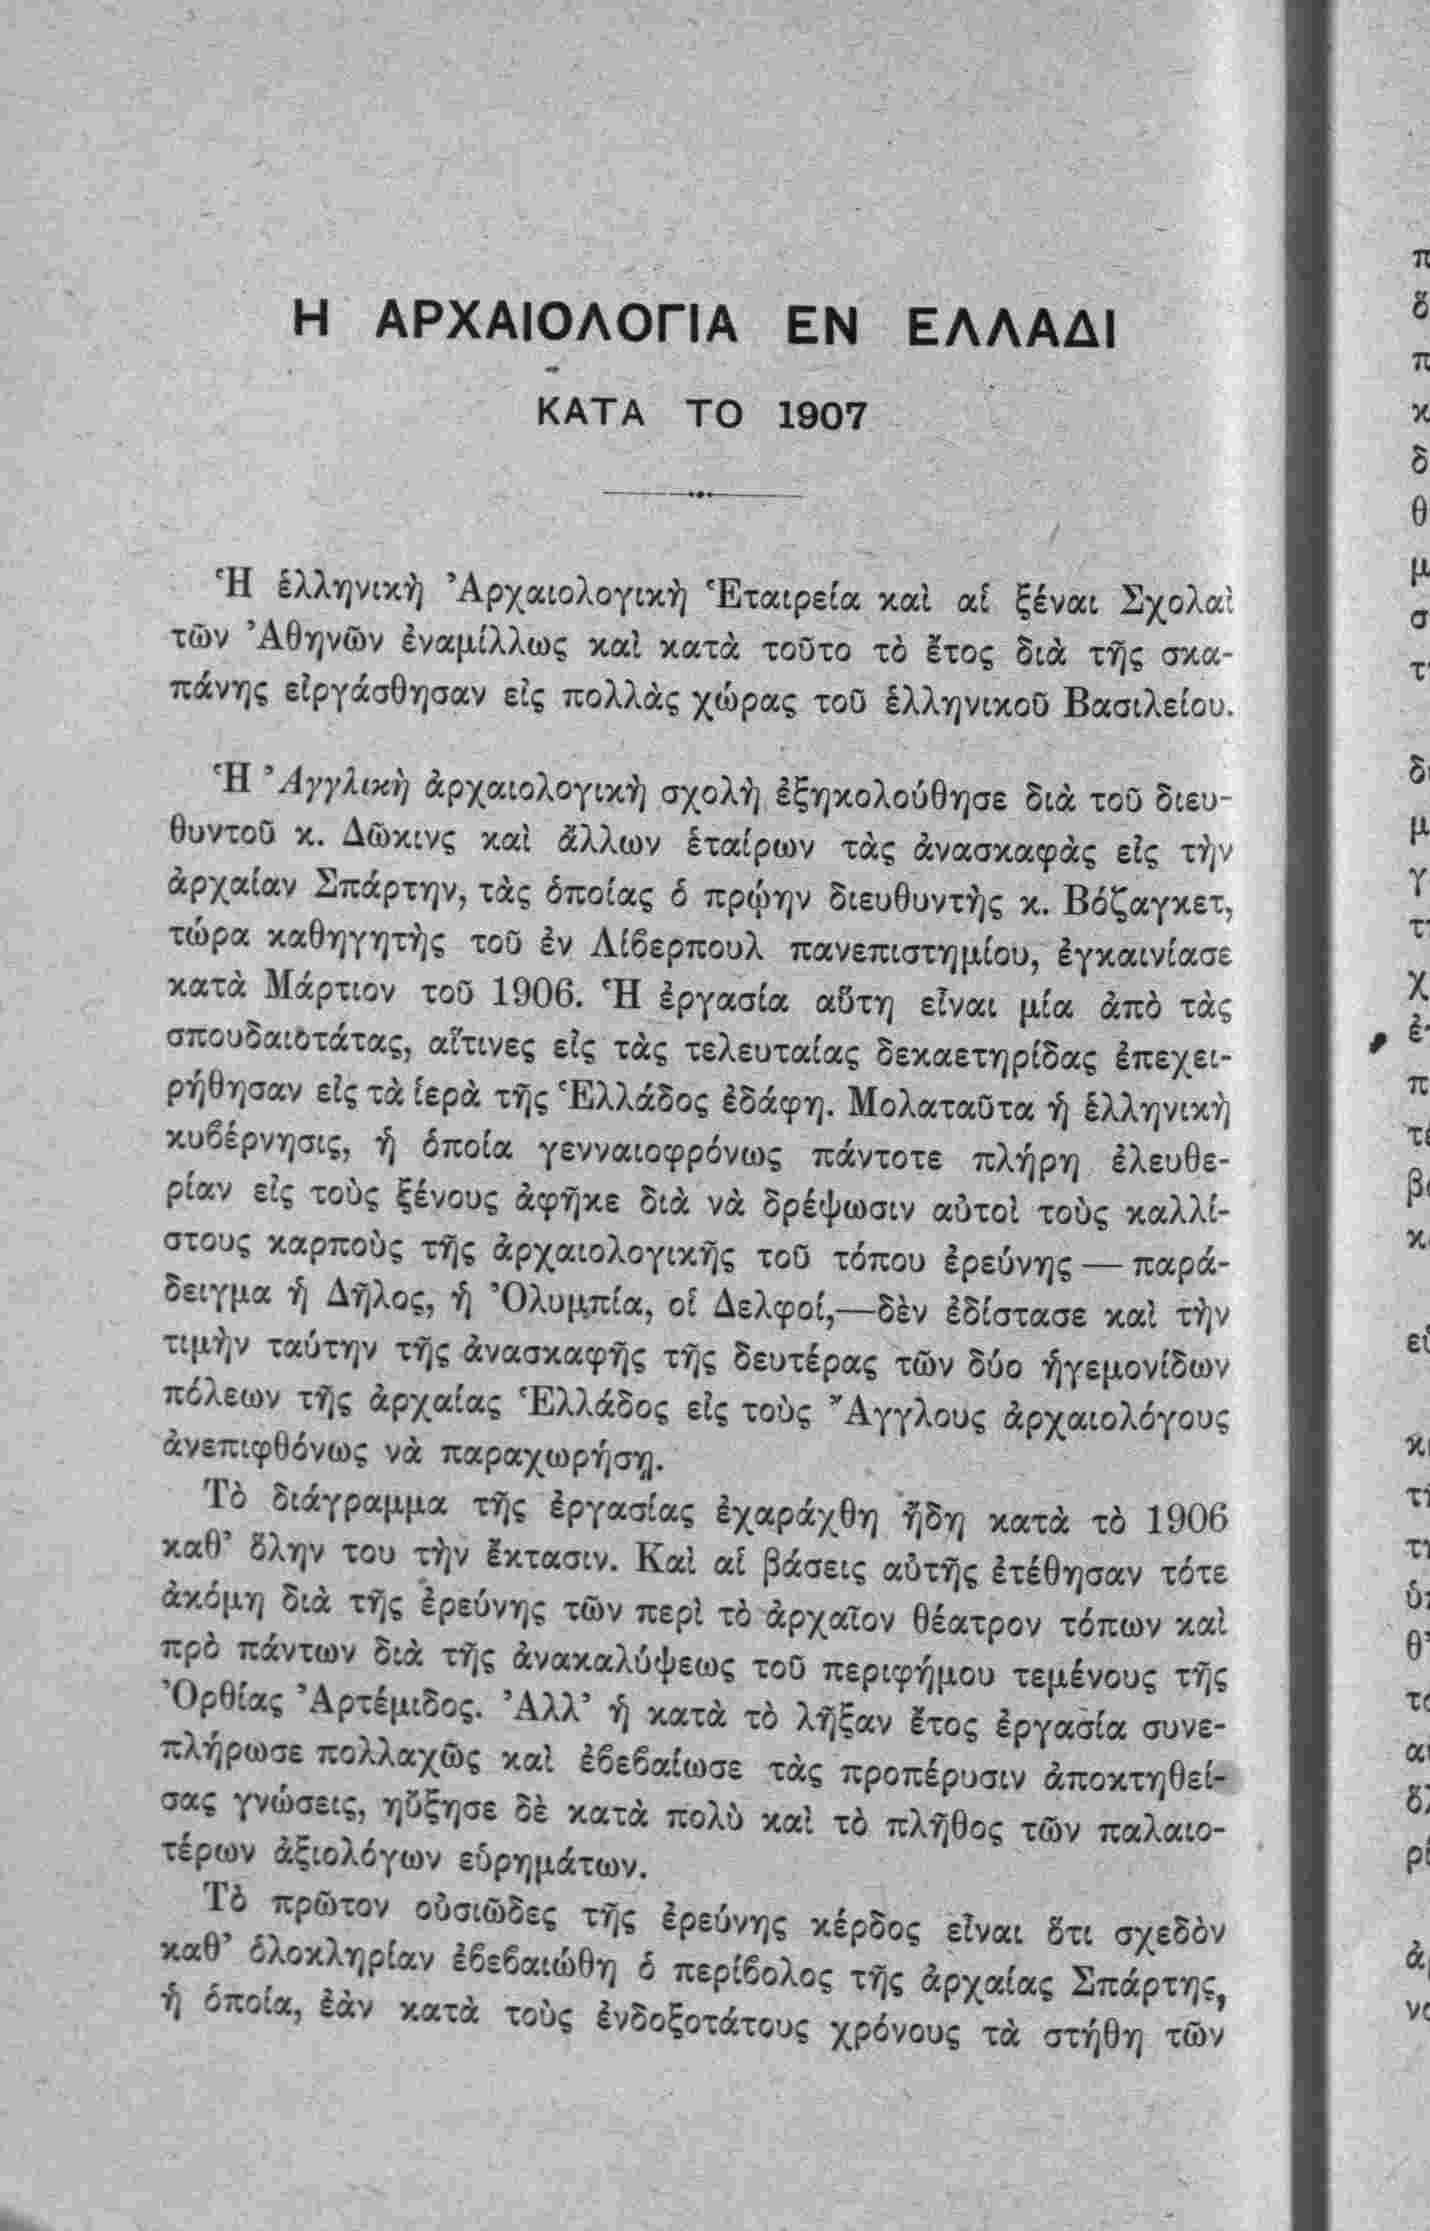 Η ΑΡΧΑΙΟΛΟΓΙΑ ΕΝ ΕΛΛΑΔΙ
ΚΑΤΑ ΤΟ 1907
Ἡ ἑλληνικὴ Ἀρχαιολογικὴ Ἑταιρεία καὶ αἱ ξέναι Σχολαὶ
τῶν Ἀθηνῶν ἐναμίλλως καὶ κατὰ τοῦτο τὸ ἔτος διὰ τῆς σκα-
πάνης εἰργάσθησαν εἰς πολλὰς χώρας τοῦ ἑλληνικοῦ Βασιλείου.
Ἡ Ἀγγλικὴ ἀρχαιολογικὴ σχολὴ ἐξηκολούθησε διὰ τοῦ διευ-
θυντοῦ κ. Δῶκινς καὶ ἄλλων ἑταίρων τὰς ἀνασκαφὰς εἰς τὴν
ἀρχαίαν Σπάρτην, τὰς ὁποίας ὁ πρῴην διευθυντὴς κ. Βόζαγκετ,
τώρα καθηγητὴς τοῦ ἐν Λίβερπουλ πανεπιστημίου, ἐγκαινίασε
κατὰ Μάρτιον τοῦ 1906. Ἡ ἐργασία αὕτη εἶναι μία ἀπὸ τὰς
σπουδαιοτάτας, αἵτινες εἰς τὰς τελευταίας δεκαετηρίδας ἐπεχει-
ρήθησαν εἰς τὰ ἱερὰ τῆς Ἑλλάδος ἐδάφη. Μολαταῦτα ἡ ἑλληνικὴ
κυβέρνησις, ἡ ὁποία γενναιοφρόνως πάντοτε πλήρη ἐλευθε-
ρίαν εἰς τοὺς ξένους ἀφῆκε διὰ νὰ δρέψωσιν αὐτοὶ τοὺς καλλί-
στους καρποὺς τῆς ἀρχαιολογικῆς τοῦ τόπου ἐρεύνης — παρά-
δειγμα ἡ Δῆλος, ἡ Ὀλυμπία, οἱ Δελφοί,—δὲν ἐδίστασε καὶ τὴν
τιμὴν ταύτην τῆς ἀνασκαφῆς τῆς δευτέρας τῶν δύο ἡγεμονίδων
πόλεων τῆς ἀρχαίας Ἑλλάδος εἰς τοὺς Ἄγγλους ἀρχαιολόγους
ἀνεπιφθόνως νὰ παραχωρήσῃ.
Τὸ διάγραμμα τῆς ἐργασίας ἐχαράχθη ἤδη κατὰ τὸ 1906
καθ’ ὅλην του τὴν ἔκτασιν. Καὶ αἱ βάσεις αὐτῆς ἐτέθησαν τότε
ἀκόμη διὰ τῆς ἐρεύνης τῶν περὶ τὸ ἀρχαῖον θέατρον τόπων καὶ
πρὸ πάντων διὰ τῆς ἀνακαλύψεως τοῦ περιφήμου τεμένους τῆς
Ὀρθίας Ἀρτέμιδος. Ἀλλ’ ἡ κατὰ τὸ λῆξαν ἔτος ἐργασία συνε-
πλήρωσε πολλαχῶς καὶ ἐβεβαίωσε τὰς προπέρυσιν ἀποκτηθεί-
σας γνώσεις, ηὔξησε δὲ κατὰ πολὺ καὶ τὸ πλῆθος τῶν παλαιο-
τέρων ἀξιολόγων εὑρημάτων.
Τὸ πρῶτον οὐσιῶδες τῆς ἐρεύνης κέρδος εἶναι ὅτι σχεδὸν
καθ’ ὁλοκληρίαν ἐβεβαιώθη ὁ περίβολος τῆς ἀρχαίας Σπάρτης,
ἡ ὁποία, ἐὰν κατὰ τοὺς ἐνδοξοτάτους χρόνους τὰ στήθη τῶν